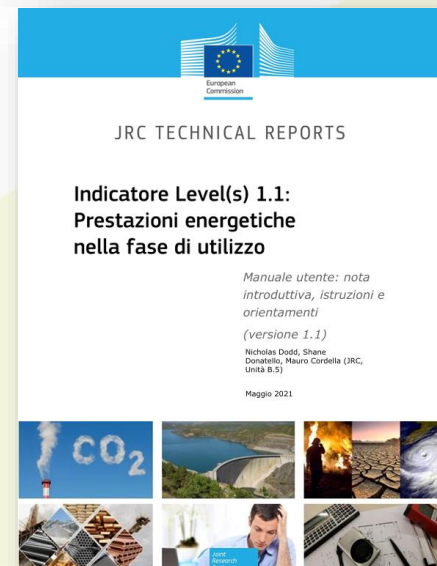 European
Commission
JRC TECHNICAL REPORTS
Indicatore Level(s) 1.1:
Prestazioni energetiche
nella fase di utilizzo
Manuale utente: nota
introduttiva, istruzioni e
orientamenti
(versione 1.1)
Nicholas Dodd, Shane
Donatello, Mauro Cordella (JRC,
Unità B.5)
Maggio 2021
CO2
Joint
Research